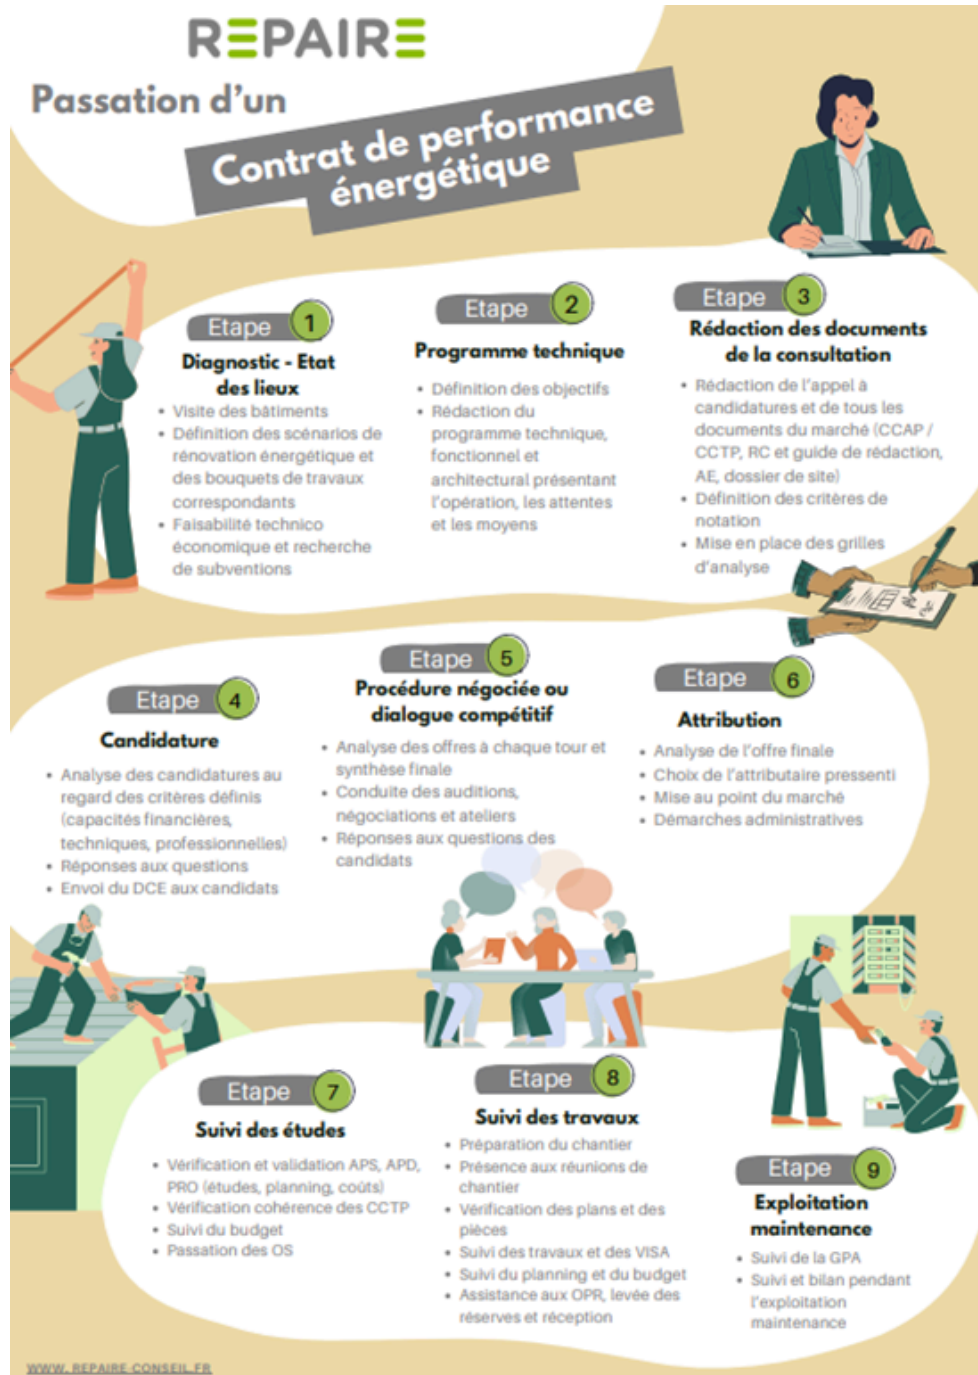 REPAIRE
Passation d'un
Contrat de performance
énergétique
Etape 1
Diagnostic - Etat
des lieux
• Visite des bâtiments
• Définition des scénarios de
rénovation énergétique et
des bouquets de travaux
correspondants
• Faisabilité technico
économique et recherche
de subventions
Etape 2
Programme technique
• Définition des objectifs
• Rédaction du
programme technique,
fonctionnel et
architectural présentant
l'opération, les attentes
et les moyens
Etape 3
Rédaction des documents
de la consultation
• Rédaction de l'appel à
candidatures et de tous les
documents du marché (CCAP /
CCTP, RC et guide de rédaction,
AE, dossier de site)
• Définition des critères de
notation
• Mise en place des grilles
d'analyse
Etape 4
Candidature
• Analyse des candidatures au
regard des critères définis
(capacités financières,
techniques, professionnelles)
• Réponses aux questions
• Envoi du DCE aux candidats
Etape 5
Procédure négociée ou
dialogue compétitif
• Analyse des offres à chaque tour et
synthèse finale
• Conduite des auditions,
négociations et ateliers
• Réponses aux questions des
candidats
Etape 6
Attribution
• Analyse de l'offre finale
• Choix de l'attributaire pressenti
• Mise au point du marché
• Démarches administratives
Etape 7
Suivi des études
• Vérification et validation APS, APD,
PRO (études, planning, coûts)
• Vérification cohérence des CCTP
• Suivi du budget
• Passation des OS
Etape 8
Suivi des travaux
• Préparation du chantier
• Présence aux réunions de
chantier
• Vérification des plans et des
pièces
• Suivi des travaux et des VISA
• Suivi du planning et du budget
• Assistance aux OPR, levée des
réserves et réception
Etape 9
Exploitation
maintenance
• Suivi de la GPA
• Suivi et bilan pendant
l'exploitation
maintenance
WWW.REPAIRE-CONSEIL.FR